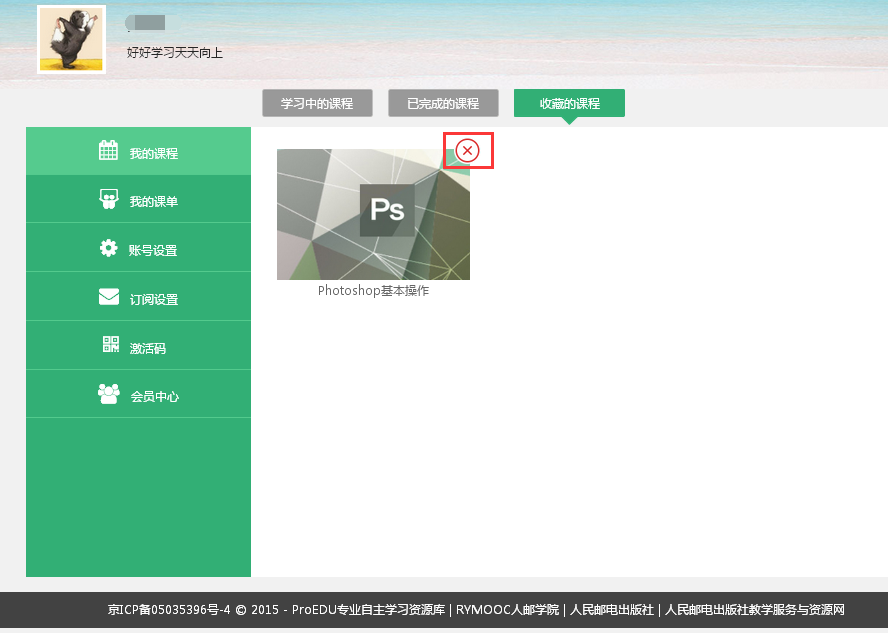 好好学习天天向上
学习中的课程
已完成的课程
收藏的课程
我的课程
我的课单
账号设置
订阅设置
激活码
会员中心
Ps
Photoshop基本操作
京ICP备05035396号-4 © 2015 - ProEDU专业自主学习资源库 | RYMOOC人邮学院 | 人民邮电出版社 | 人民邮电出版社教学服务与资源网